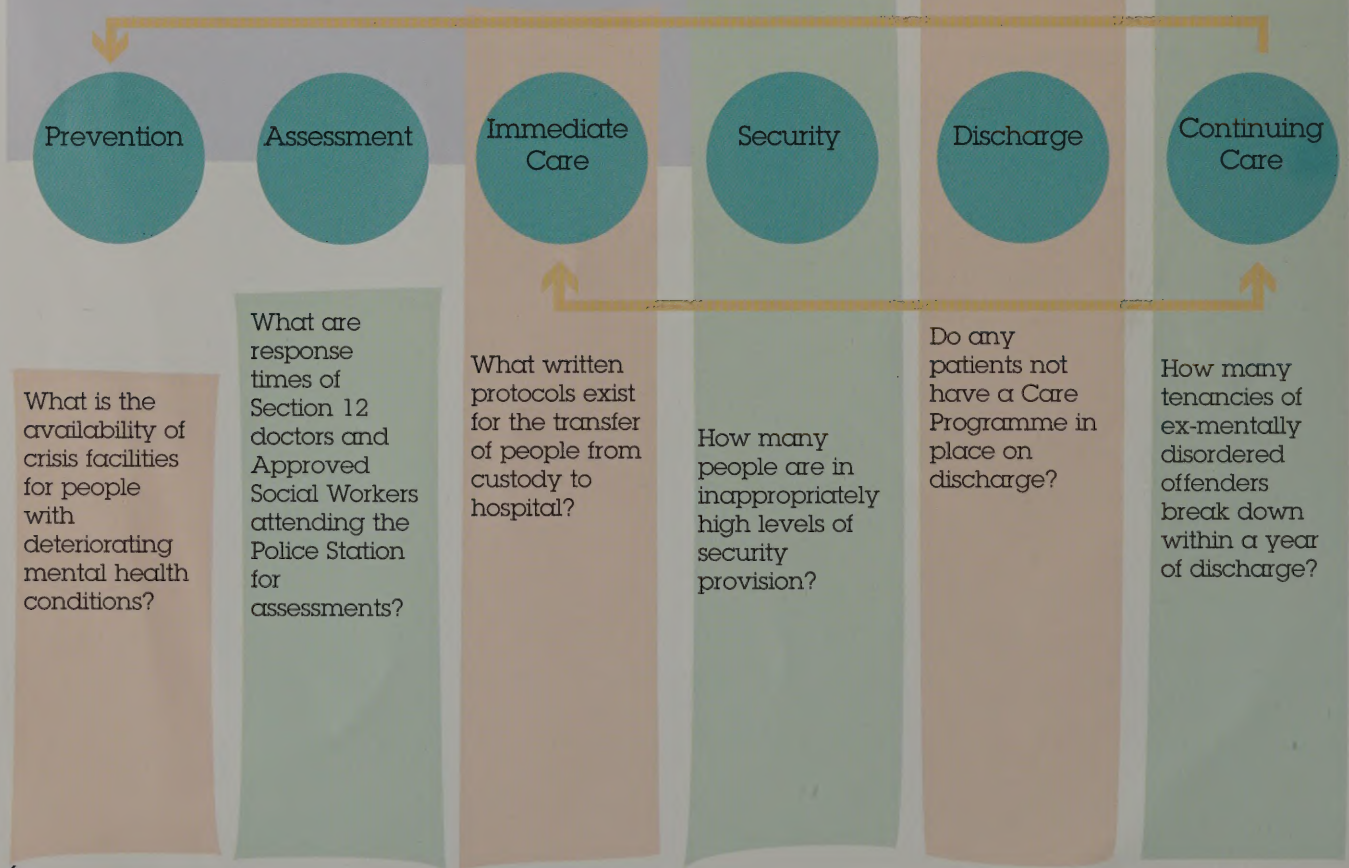 Prevention
Assessment
Immediate
Care
Security
Discharge
Continuing
Care
What is the
availability of
crisis facilities
for people
with
deteriorating
mental health
conditions?
What are
response
times of
Section 12
doctors and
Approved
Social Workers
attending the
Police Station
for
assessments?
What written
protocols exist
for the transfer
of people from
custody to
hospital?
How many
people are in
inappropriately
high levels of
security
provision?
Do any
patients not
have a Care
Programme in
place on
discharge?
How many
tenancies of
ex-mentally
disordered
offenders
break down
within a year
of discharge?